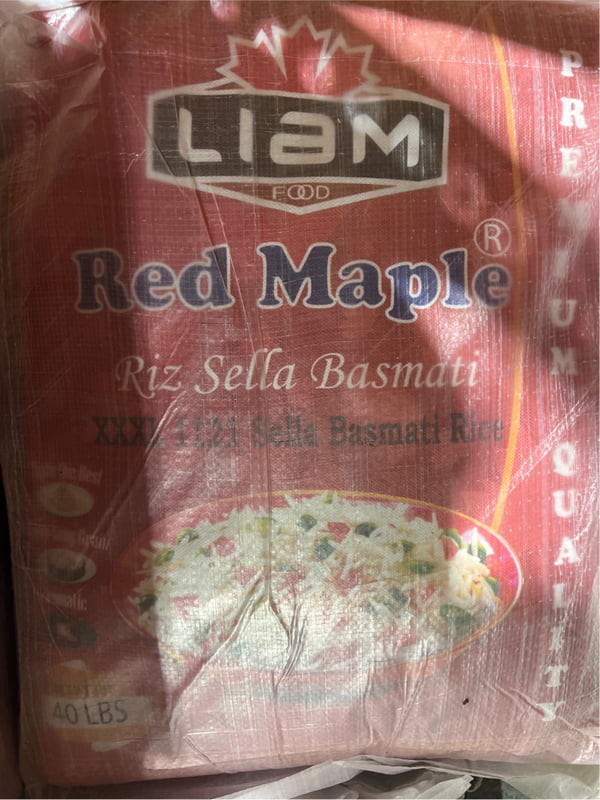 LIAM
FOOD
Red Maple®
Riz Sella Basmati
XXXL 1121 Sella Basmati Rice
40 LBS
PREMIUM QUALITY